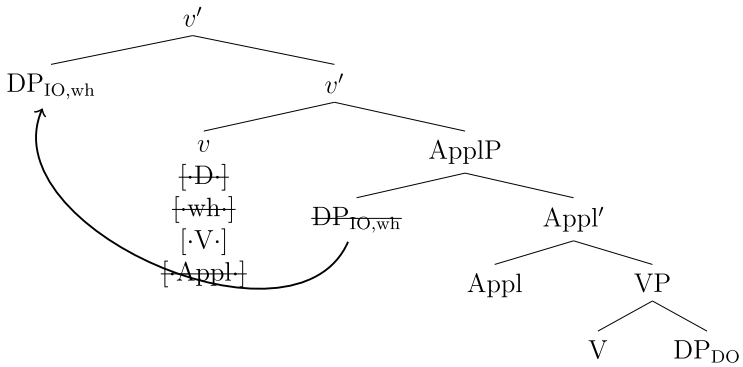 v′
DP_IO,wh v′
v ApplP
[·D·]
[·wh·] DP_IO,wh Appl′
[·V·]
[·Appl·] Appl VP
V DP_DO